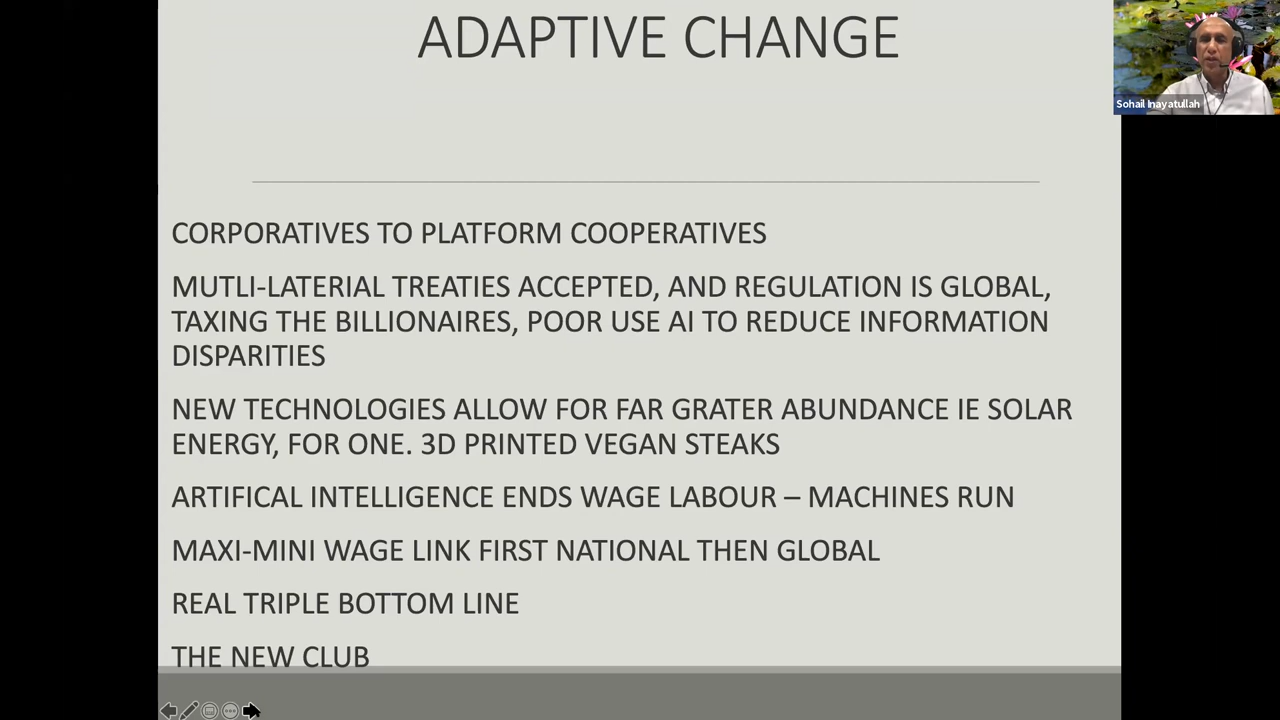 ADAPTIVE CHANGE
Sohail Inayatullah
CORPORATIVES TO PLATFORM COOPERATIVES
MUTLI-LATERIAL TREATIES ACCEPTED, AND REGULATION IS GLOBAL,
TAXING THE BILLIONAIRES, POOR USE AI TO REDUCE INFORMATION
DISPARITIES
NEW TECHNOLOGIES ALLOW FOR FAR GRATER ABUNDANCE IE SOLAR
ENERGY, FOR ONE. 3D PRINTED VEGAN STEAKS
ARTIFICAL INTELLIGENCE ENDS WAGE LABOUR – MACHINES RUN
MAXI-MINI WAGE LINK FIRST NATIONAL THEN GLOBAL
REAL TRIPLE BOTTOM LINE
THE NEW CLUB